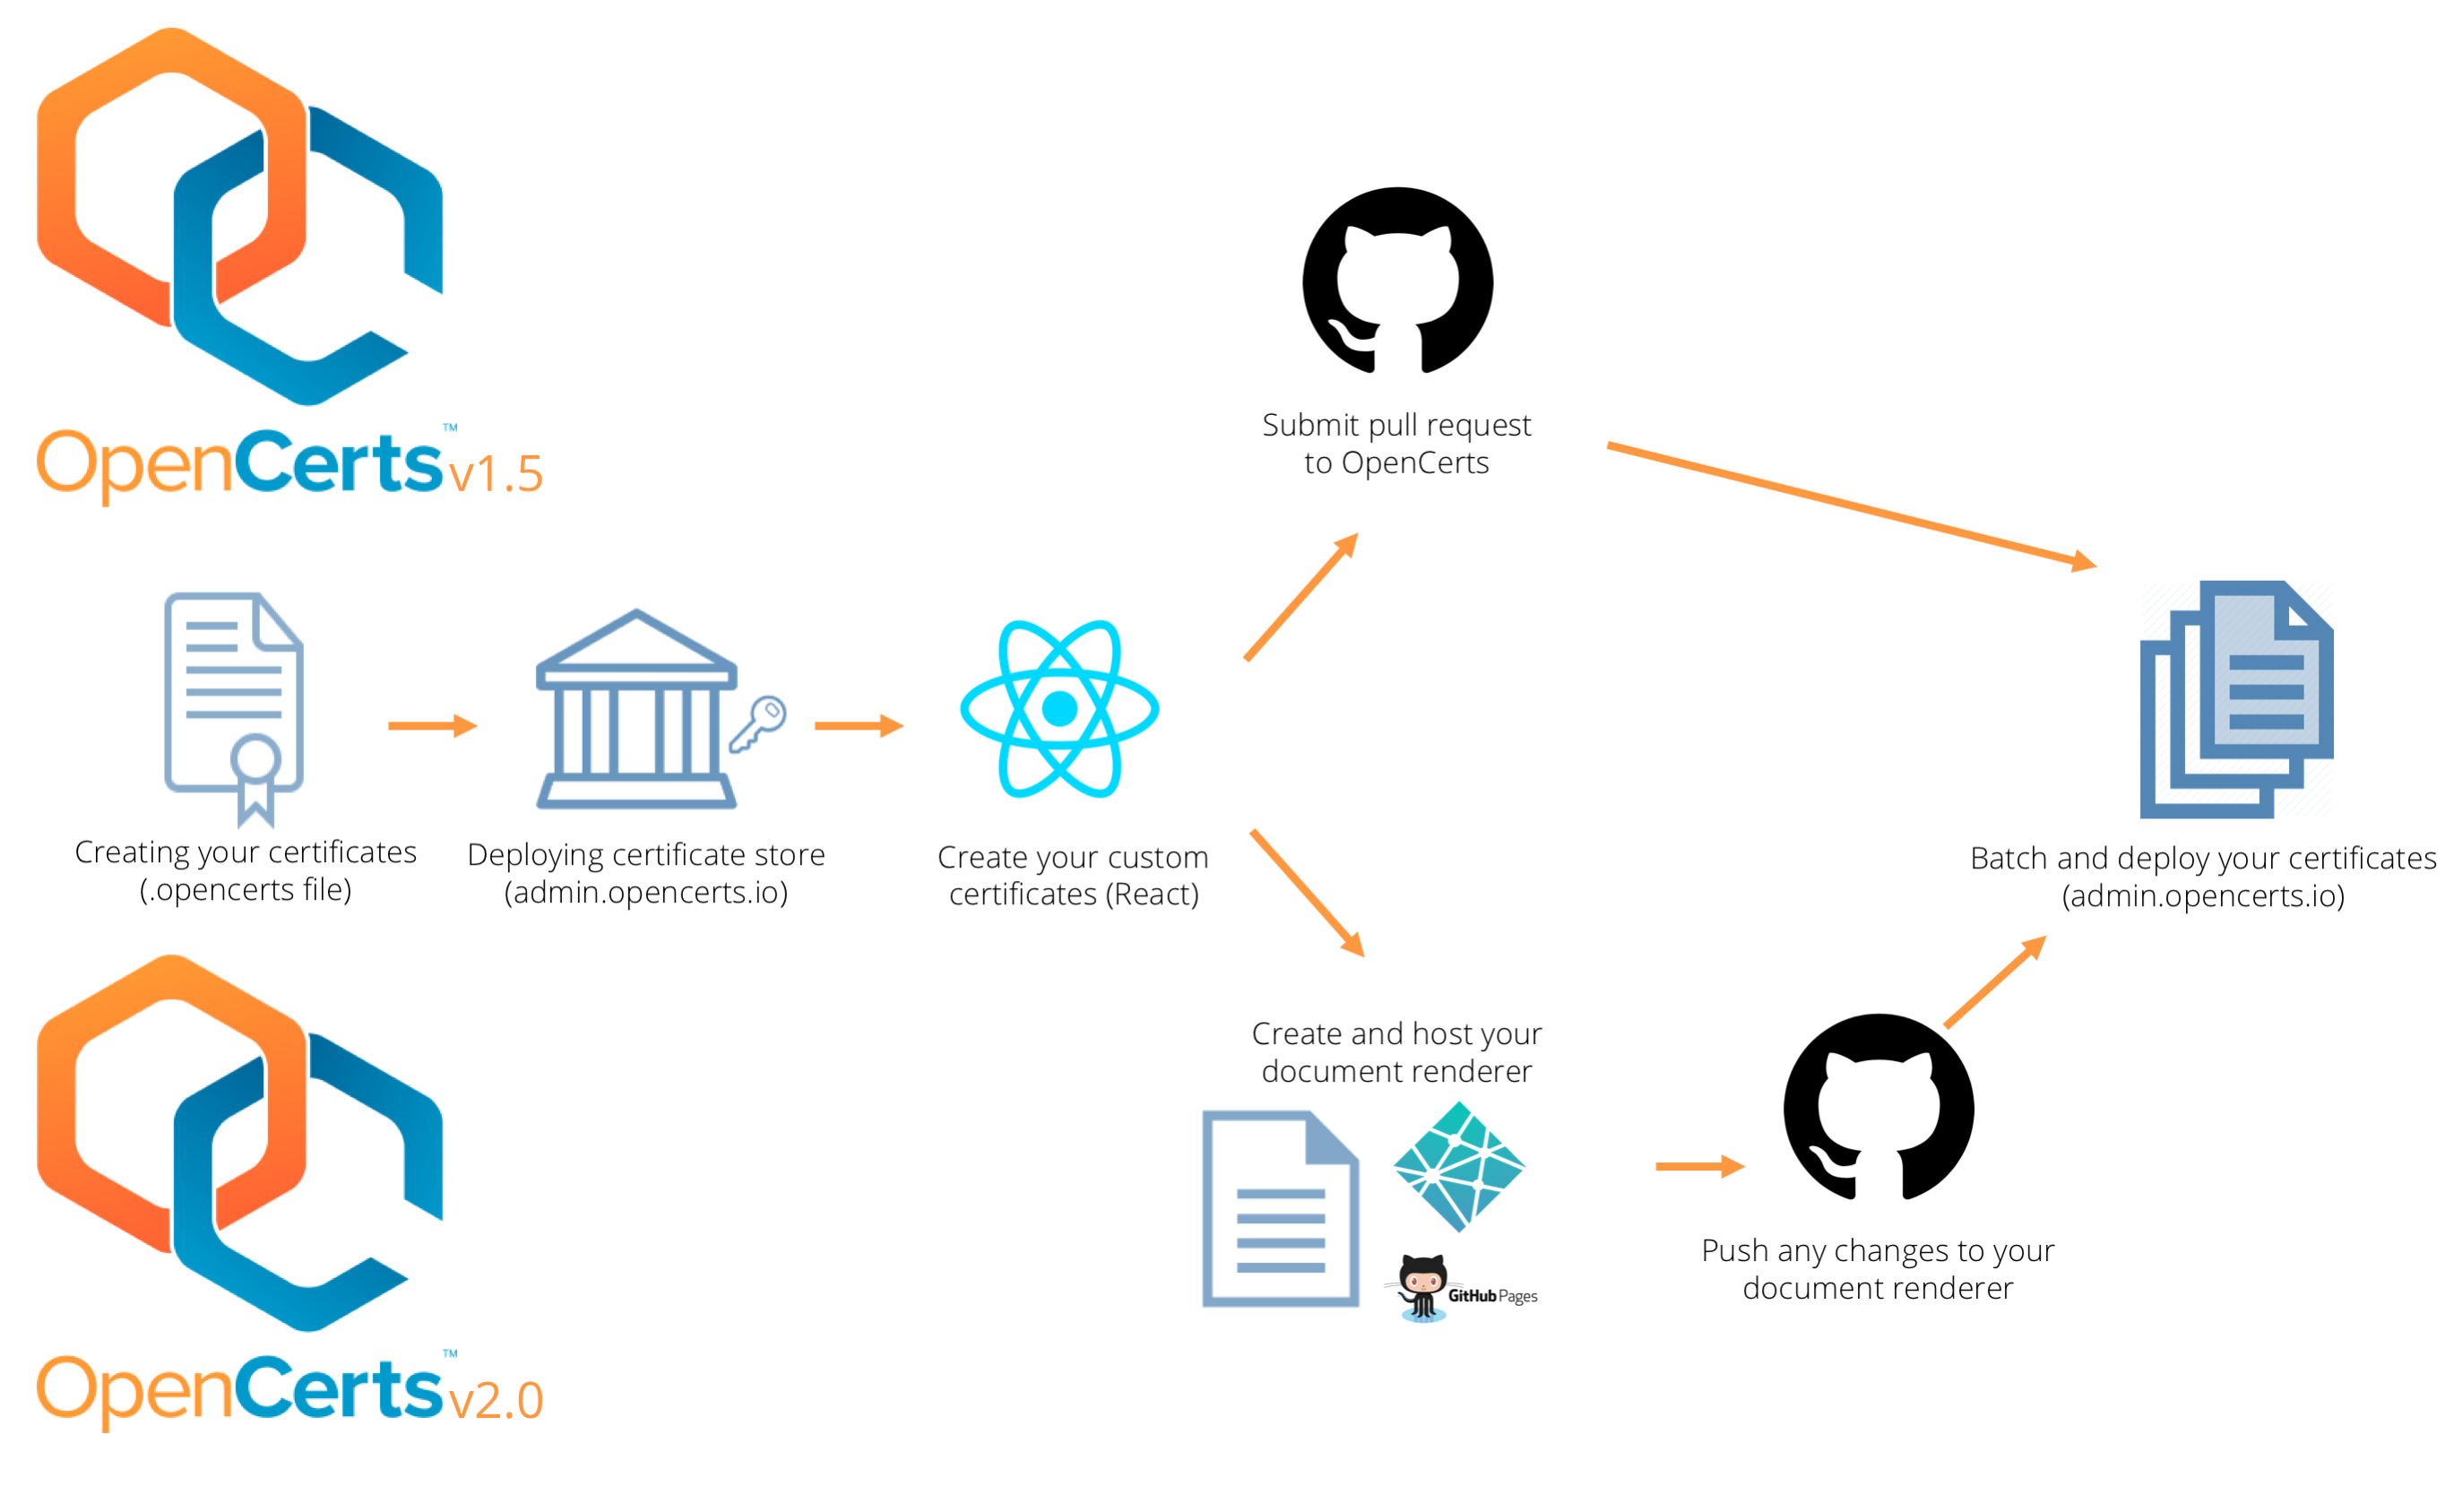 OpenCerts™ v1.5
Submit pull request
to OpenCerts
Creating your certificates
(.opencerts file)
Deploying certificate store
(admin.opencerts.io)
Create your custom
certificates (React)
Batch and deploy your certificates
(admin.opencerts.io)
OpenCerts™ v2.0
Create and host your
document renderer
GitHub Pages
Push any changes to your
document renderer